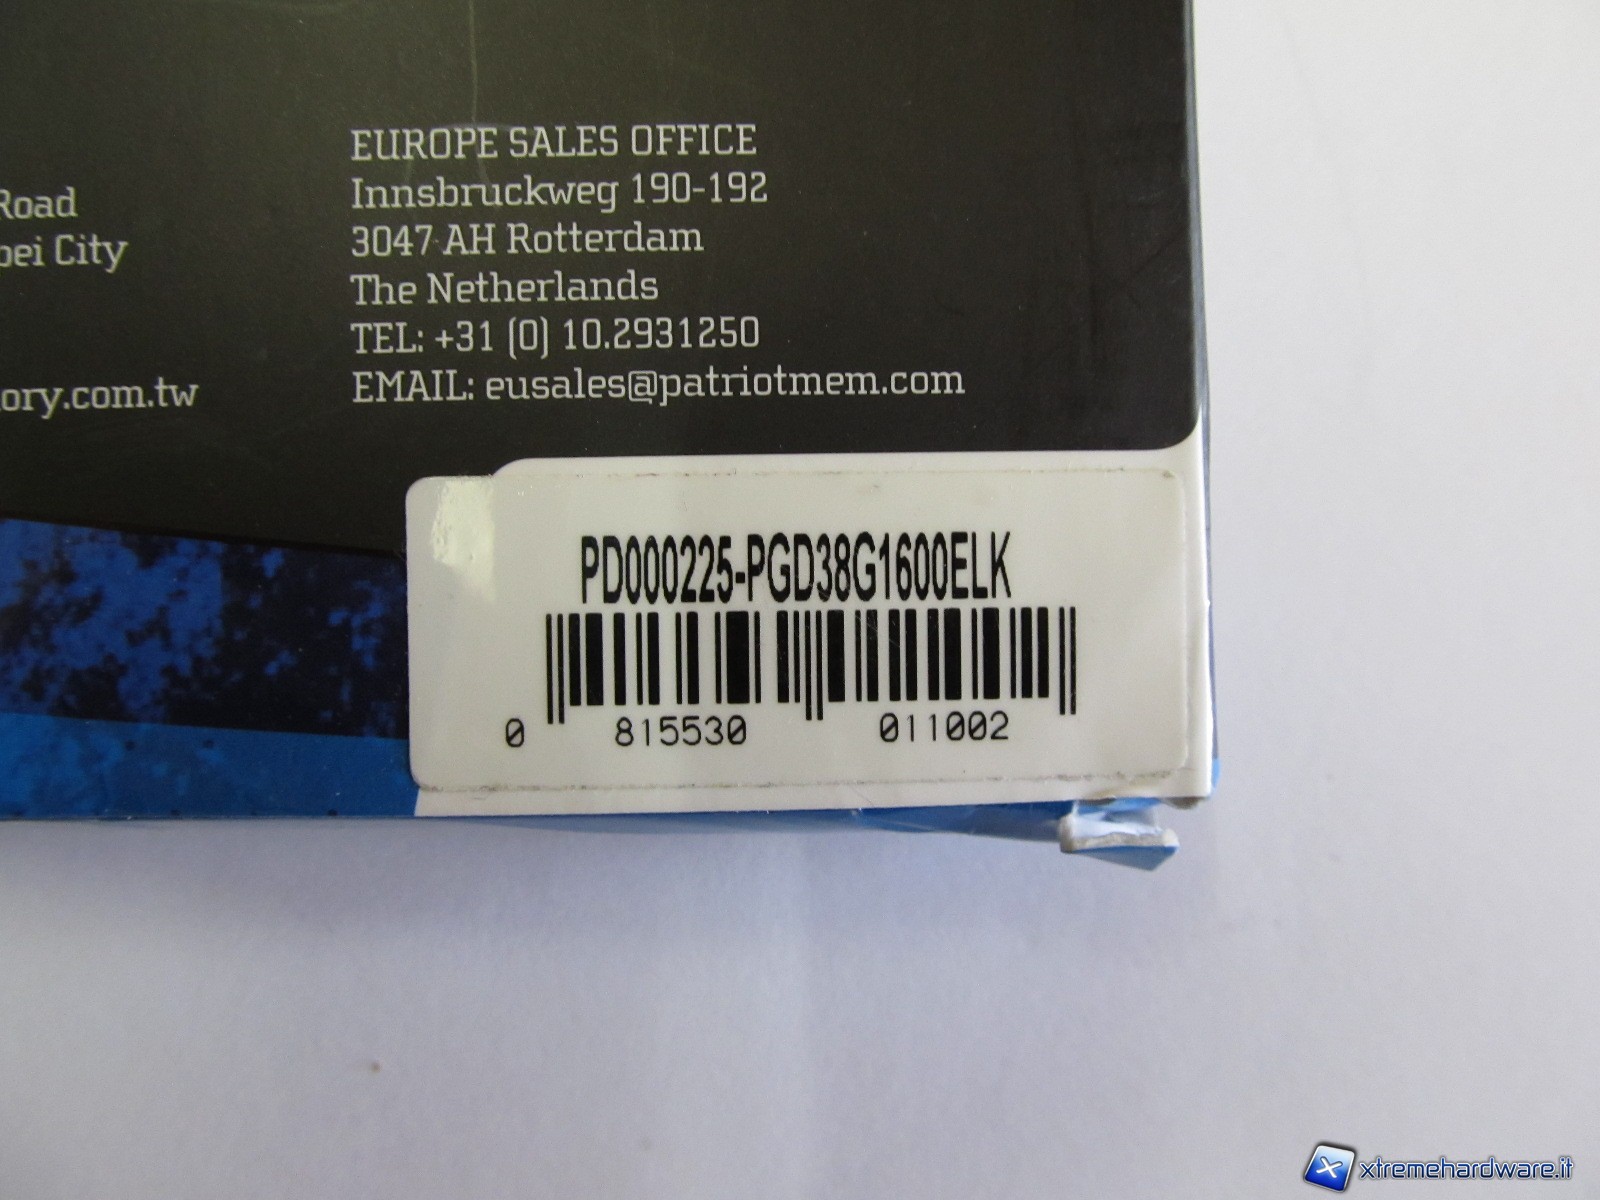 Road
pei City
ory.com.tw
EUROPE SALES OFFICE
Innsbruckweg 190-192
3047 AH Rotterdam
The Netherlands
TEL: +31 (0) 10.2931250
EMAIL: eusales@patriotmem.com
PD000225-PGD38G1600ELK
0 815530 011002
xtremehardware.it